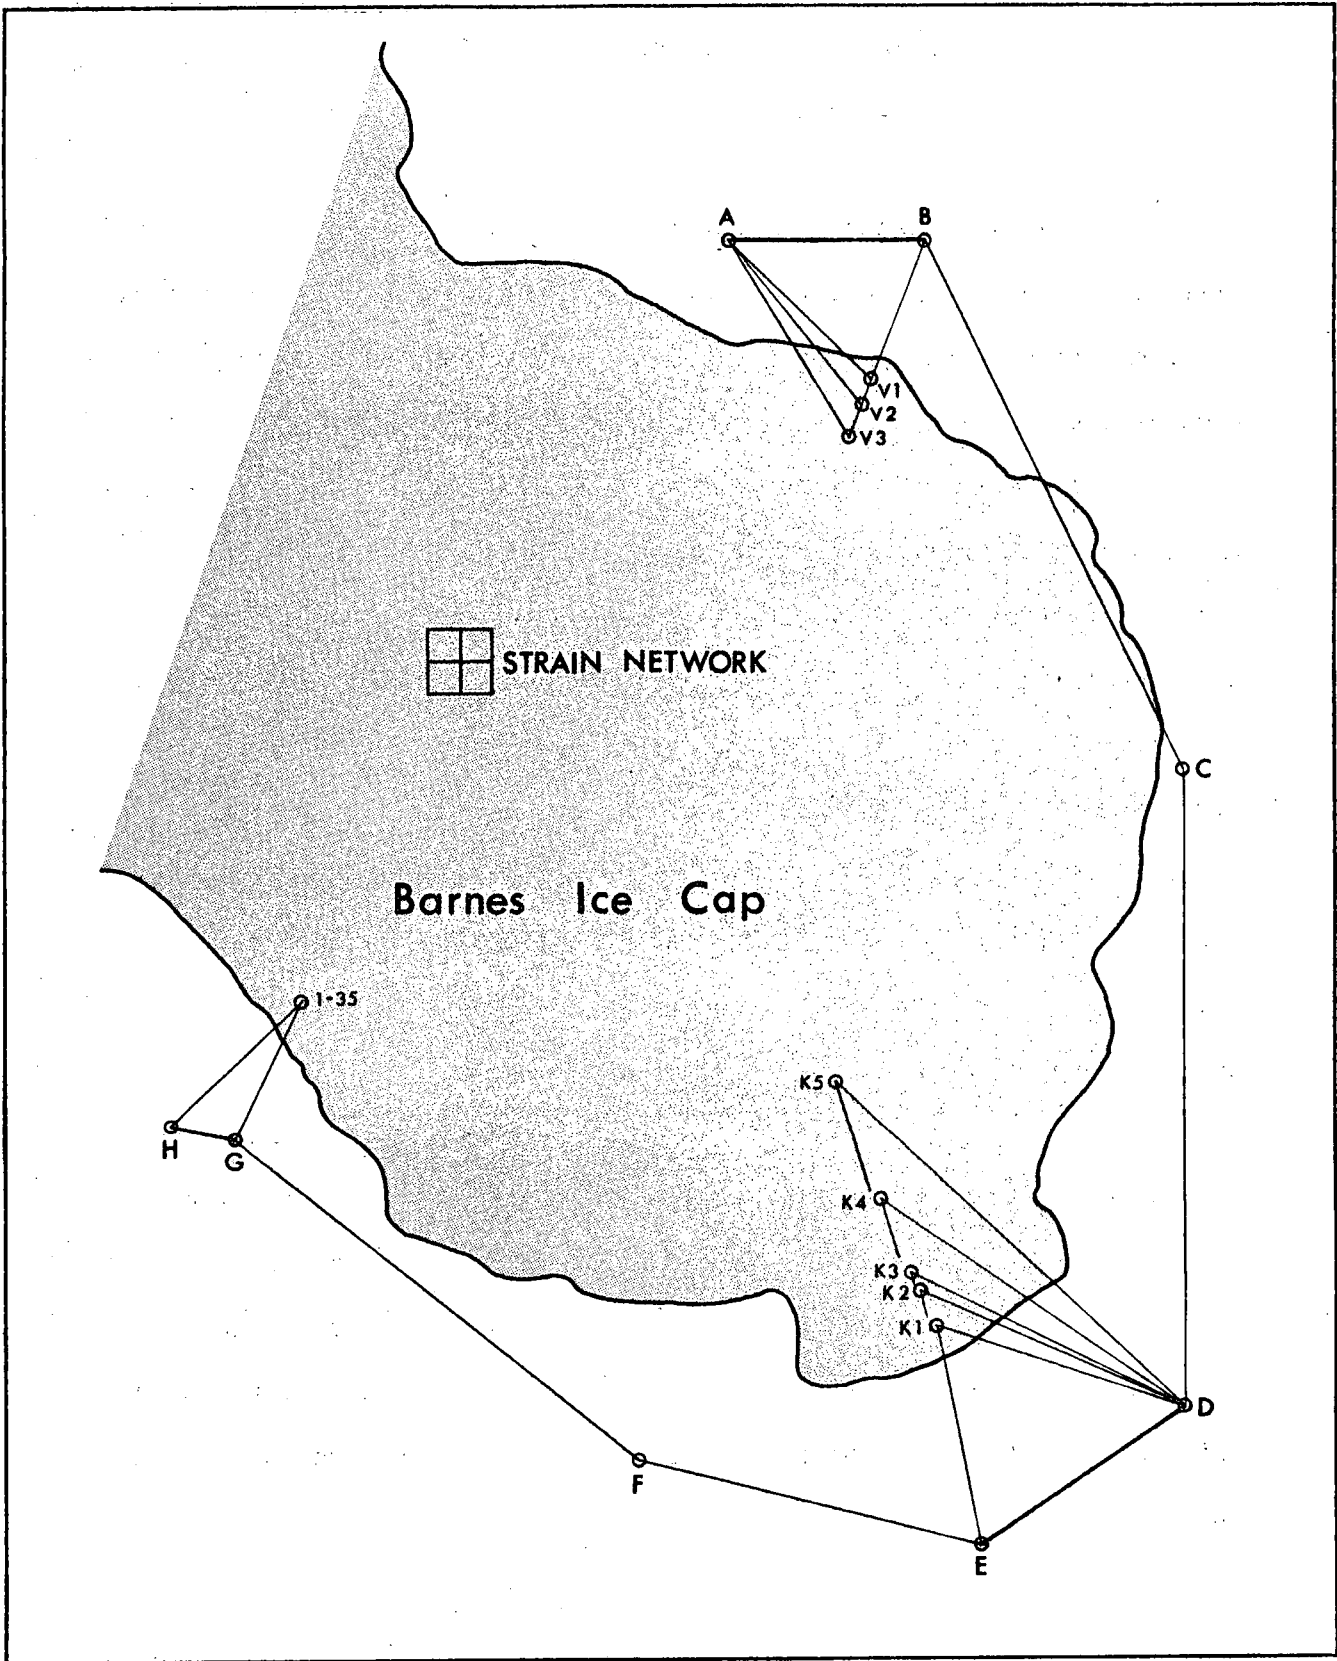 A
B
V1
V2
V3
STRAIN NETWORK
C
Barnes Ice Cap
1-35
K5
H
G
K4
K3
K2
K1
D
F
E